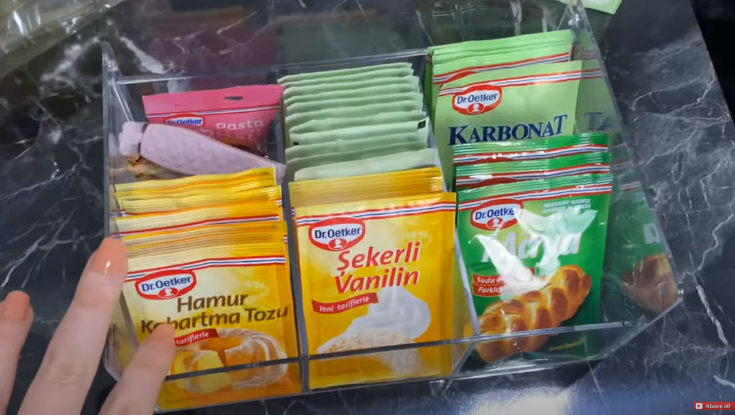 Dr.Oetker
Pasta
Dr.Oetker
KARBONAT
Dr.Oetker
Hamur
Kabartma Tozu
tariflerle
Dr.Oetker
Şekerli
Vanilin
Yeni tariflerle
Dr.Oetker
Maya
Abone ol!